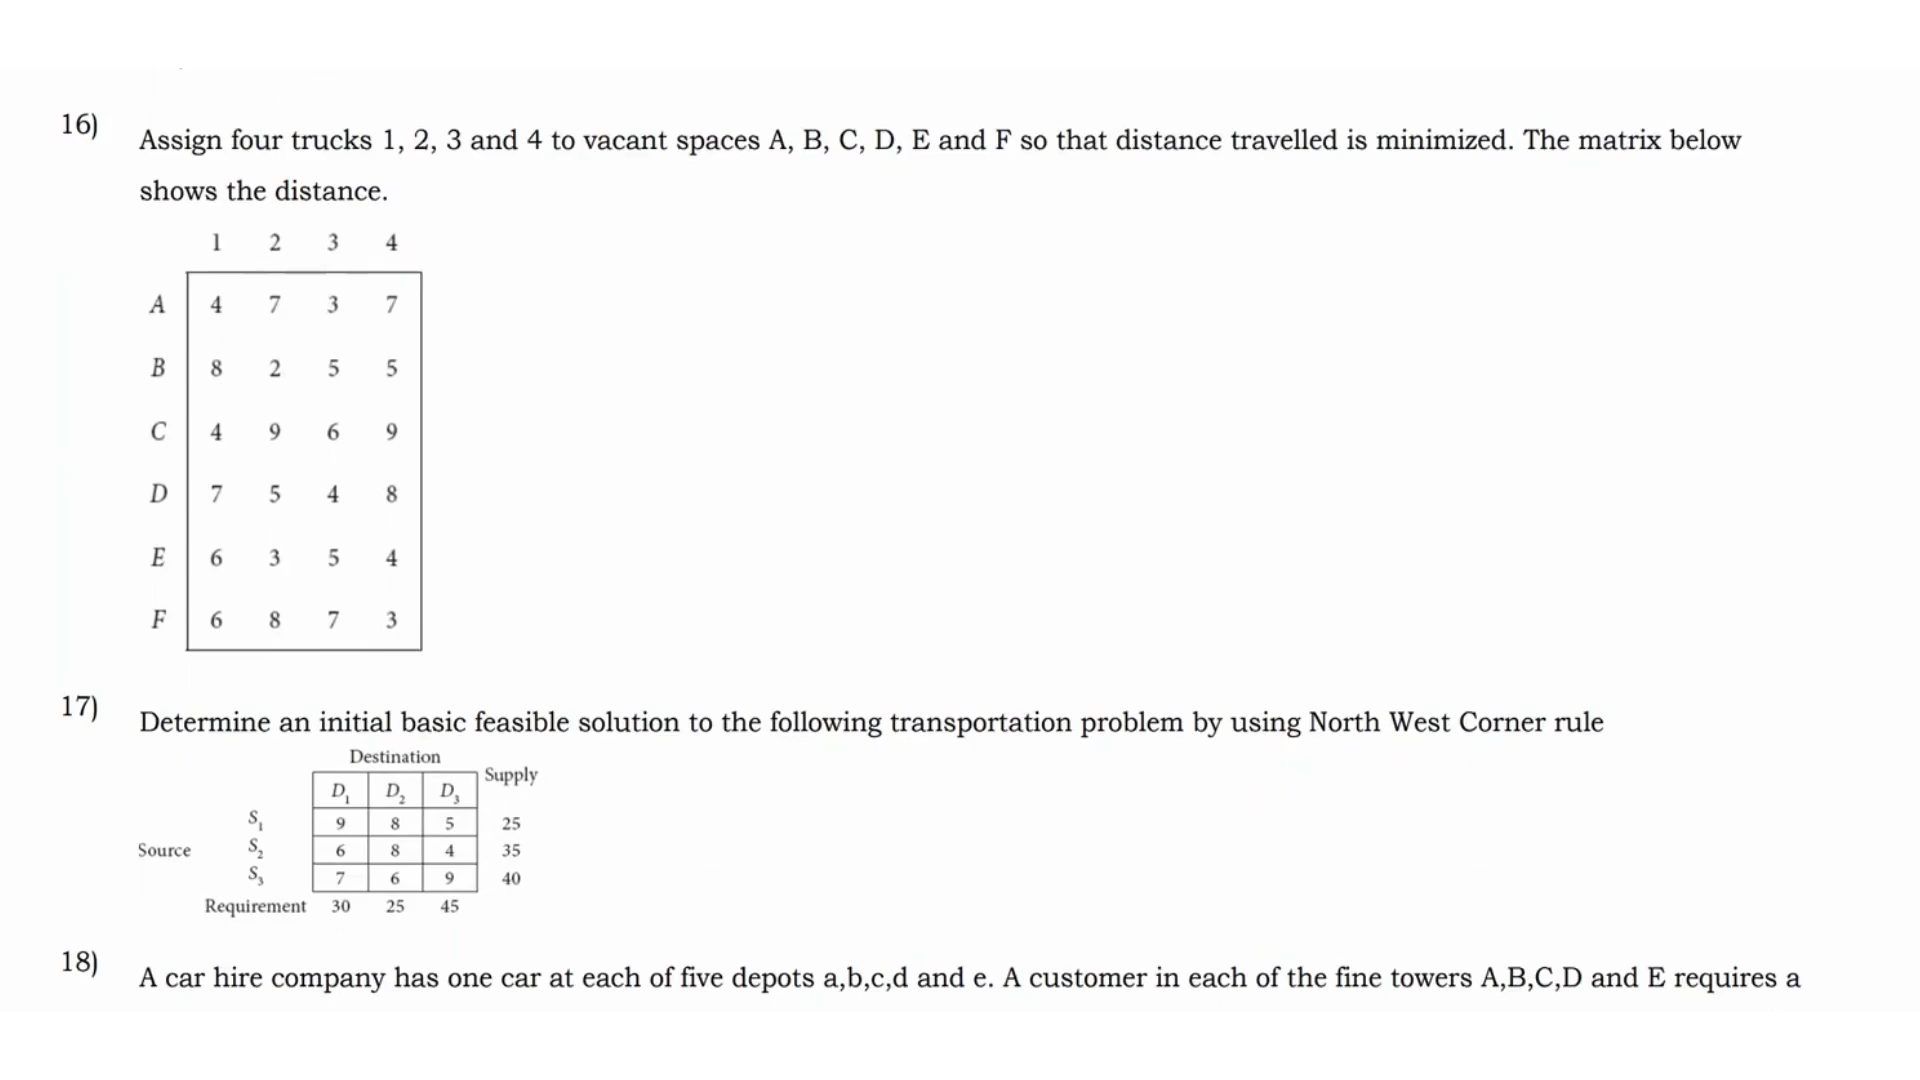 16)
Assign four trucks 1, 2, 3 and 4 to vacant spaces A, B, C, D, E and F so that distance travelled is minimized. The matrix below
shows the distance.
1 2 3 4
A 4 7 3 7
B 8 2 5 5
C 4 9 6 9
D 7 5 4 8
E 6 3 5 4
F 6 8 7 3
17)
Determine an initial basic feasible solution to the following transportation problem by using North West Corner rule
Destination
Supply
D₁ D₂ D₃
S₁ 9 8 5 25
Source S₂ 6 8 4 35
S₃ 7 6 9 40
Requirement 30 25 45
18)
A car hire company has one car at each of five depots a,b,c,d and e. A customer in each of the fine towers A,B,C,D and E requires a